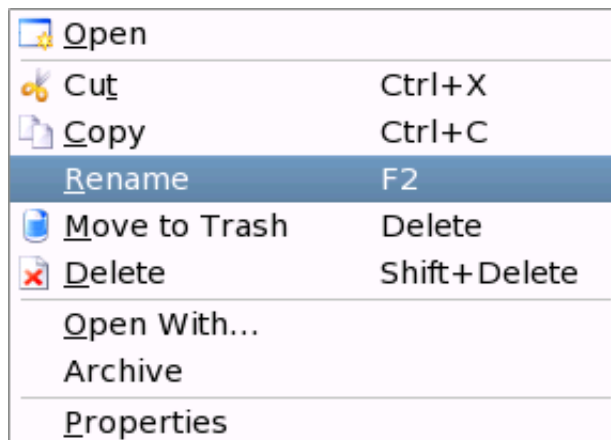 Open
Cut Ctrl+X
Copy Ctrl+C
Rename F2
Move to Trash Delete
Delete Shift+Delete
Open With...
Archive
Properties